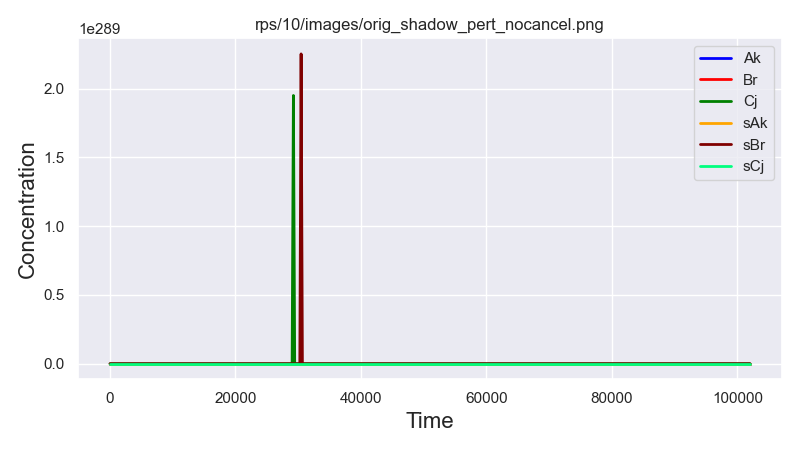 rps/10/images/orig_shadow_pert_nocancel.png
1e289
2.0
1.5
1.0
0.5
0.0
Concentration
0 20000 40000 60000 80000 100000
Time
Ak
Br
Cj
sAk
sBr
sCj